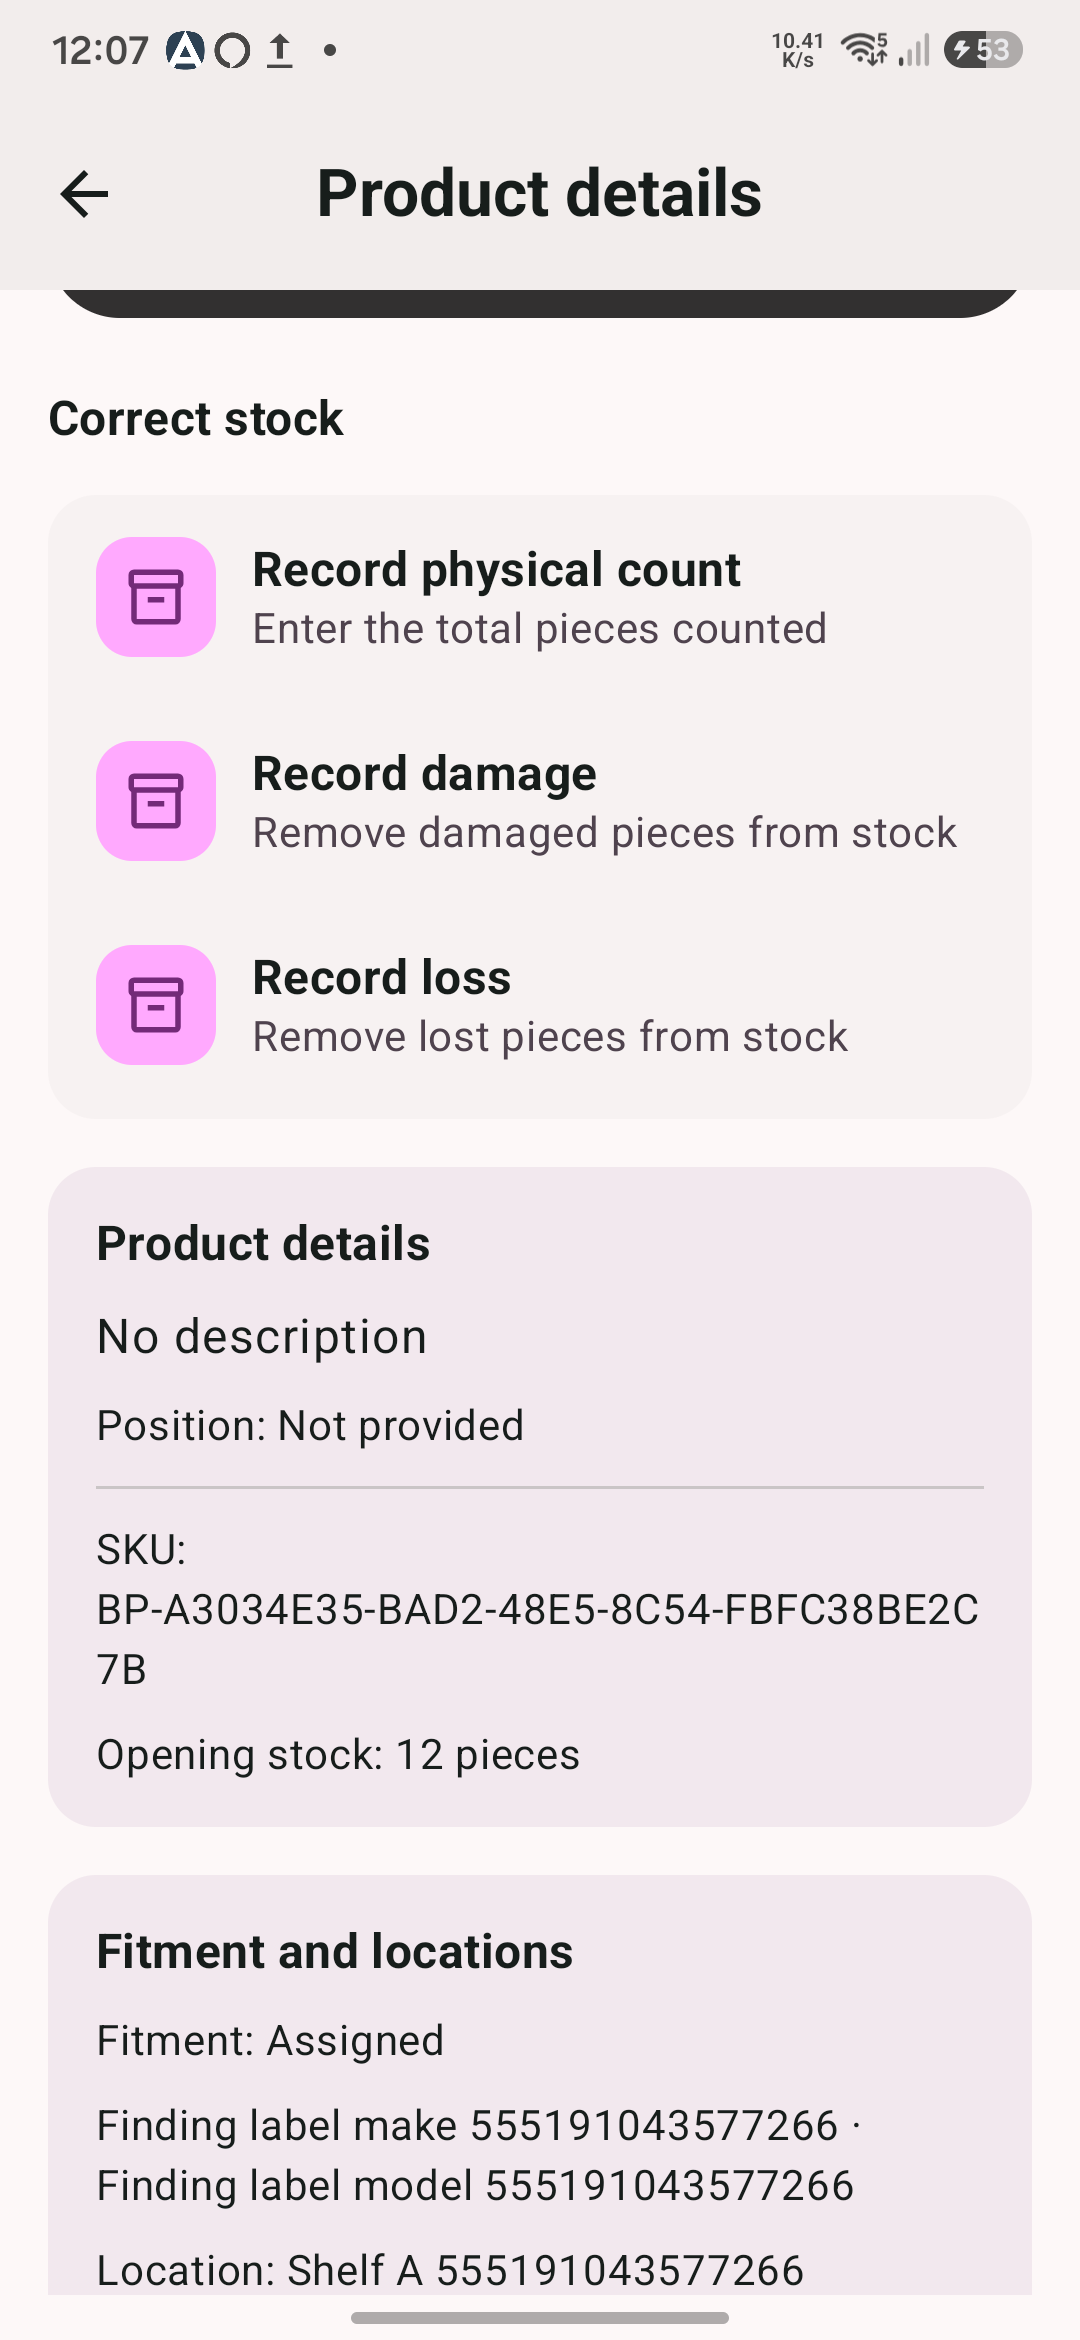 12:07
10.41
K/s
5
53
Product details
Correct stock
Record physical count
Enter the total pieces counted
Record damage
Remove damaged pieces from stock
Record loss
Remove lost pieces from stock
Product details
No description
Position: Not provided
SKU:
BP-A3034E35-BAD2-48E5-8C54-FBFC38BE2C
7B
Opening stock: 12 pieces
Fitment and locations
Fitment: Assigned
Finding label make 555191043577266 ·
Finding label model 555191043577266
Location: Shelf A 555191043577266